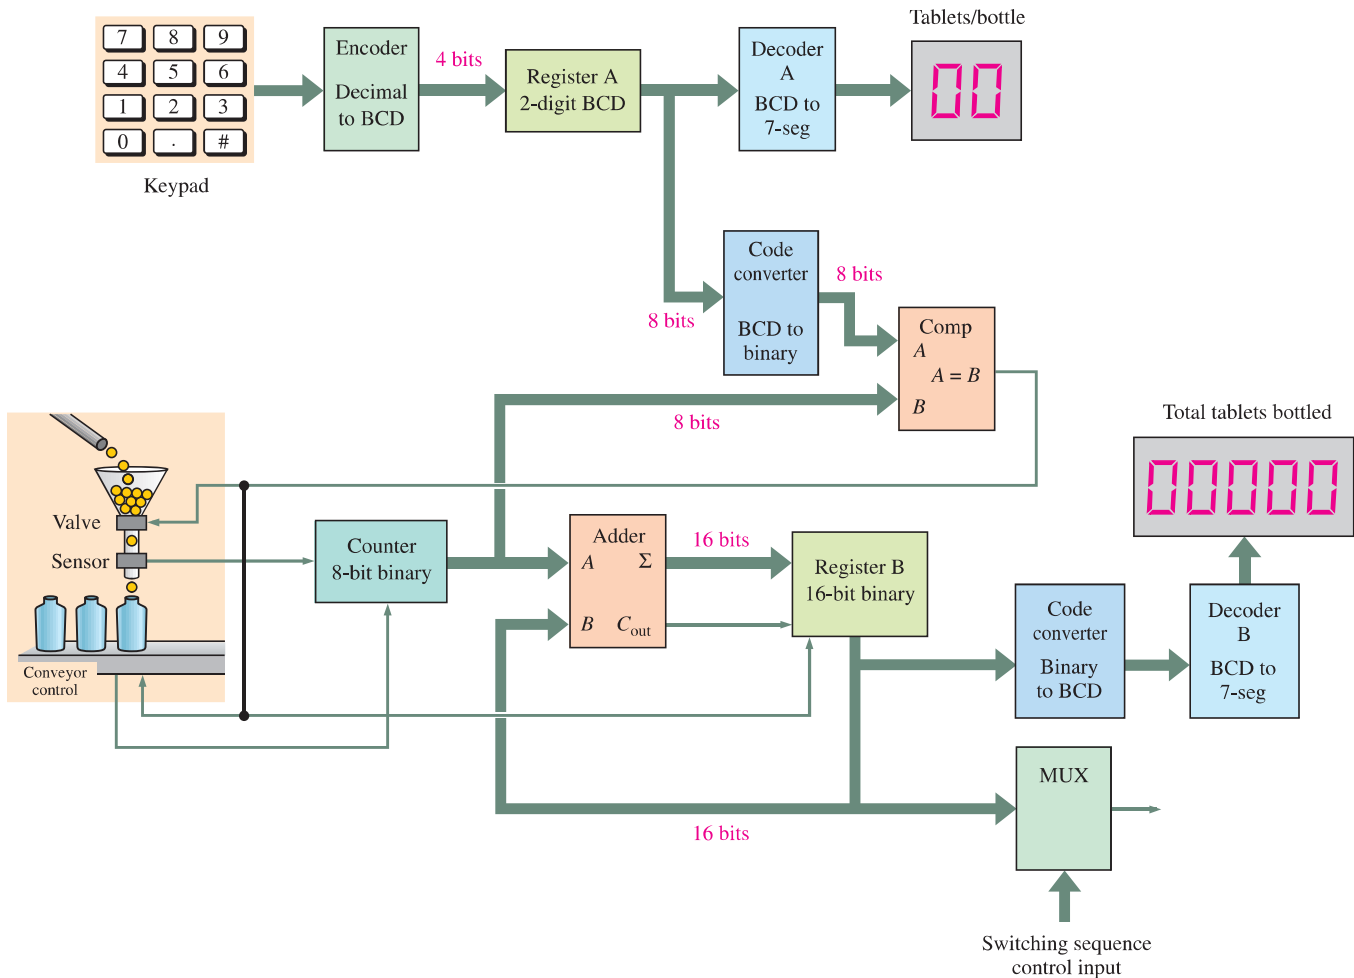 Tablets/bottle
00
7 8 9
4 5 6
1 2 3
0 . #
Keypad
Encoder
Decimal
to BCD
4 bits
Register A
2-digit BCD
Decoder
A
BCD to
7-seg
Code
converter
BCD to
binary
8 bits
8 bits
Comp
A
A = B
B
8 bits
Total tablets bottled
00000
Valve
Sensor
Conveyor
control
Counter
8-bit binary
Adder
A Σ
B Cout
16 bits
Register B
16-bit binary
Code
converter
Binary
to BCD
Decoder
B
BCD to
7-seg
16 bits
MUX
Switching sequence
control input